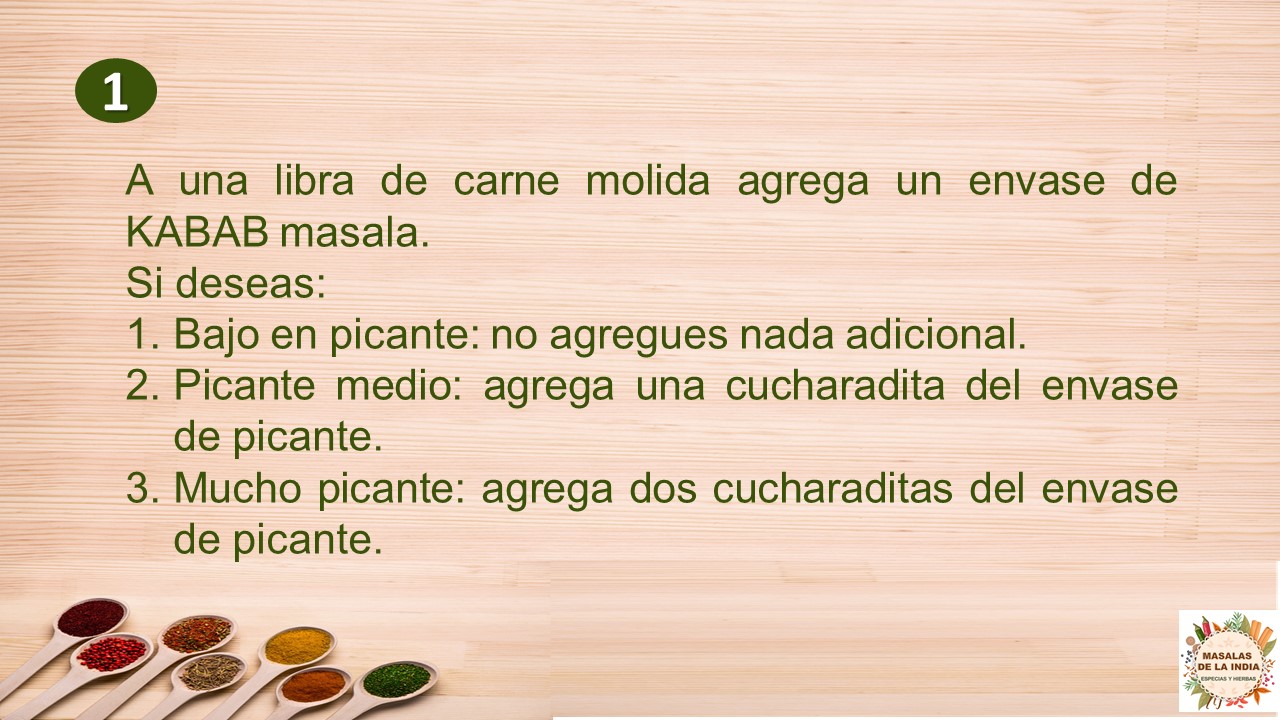 1
A una libra de carne molida agrega un envase de
KABAB masala.
Si deseas:
1. Bajo en picante: no agregues nada adicional.
2. Picante medio: agrega una cucharadita del envase
de picante.
3. Mucho picante: agrega dos cucharaditas del envase
de picante.
MASALAS
DE LA INDIA
ESPECIAS Y HIERBAS